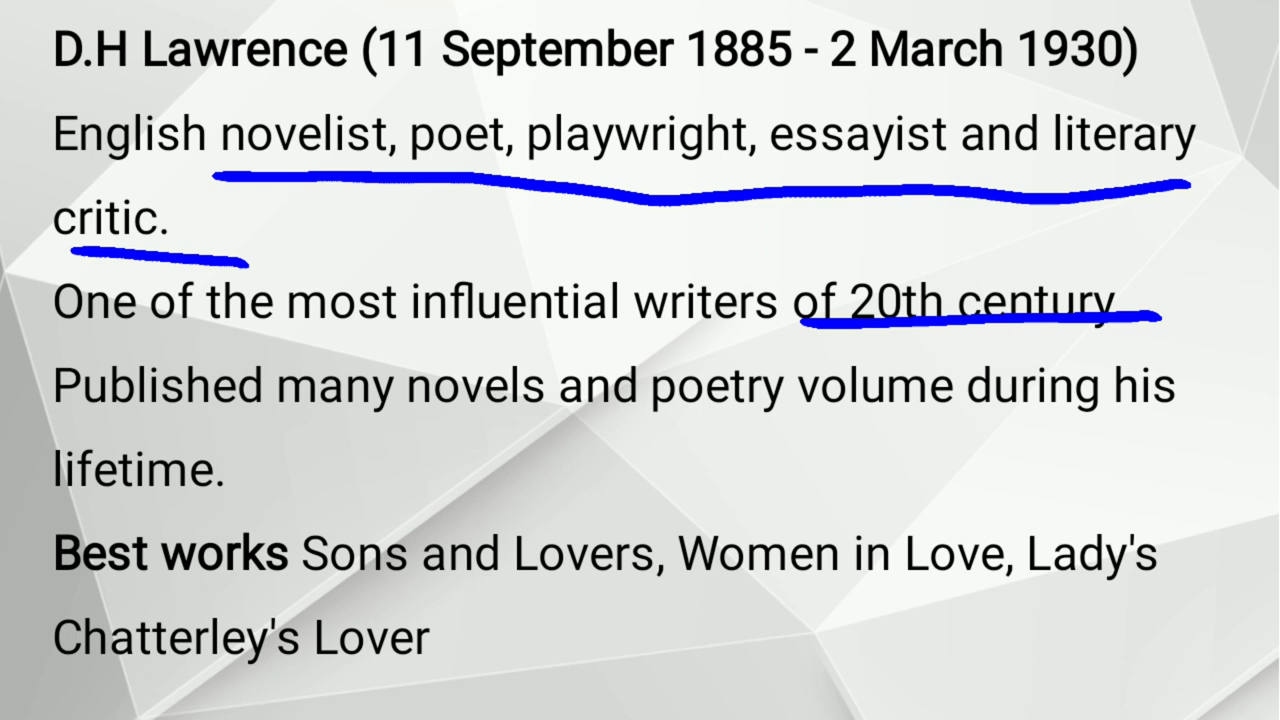 D.H Lawrence (11 September 1885 - 2 March 1930)
English novelist, poet, playwright, essayist and literary
critic.
One of the most influential writers of 20th century
Published many novels and poetry volume during his
lifetime.
Best works Sons and Lovers, Women in Love, Lady's
Chatterley's Lover